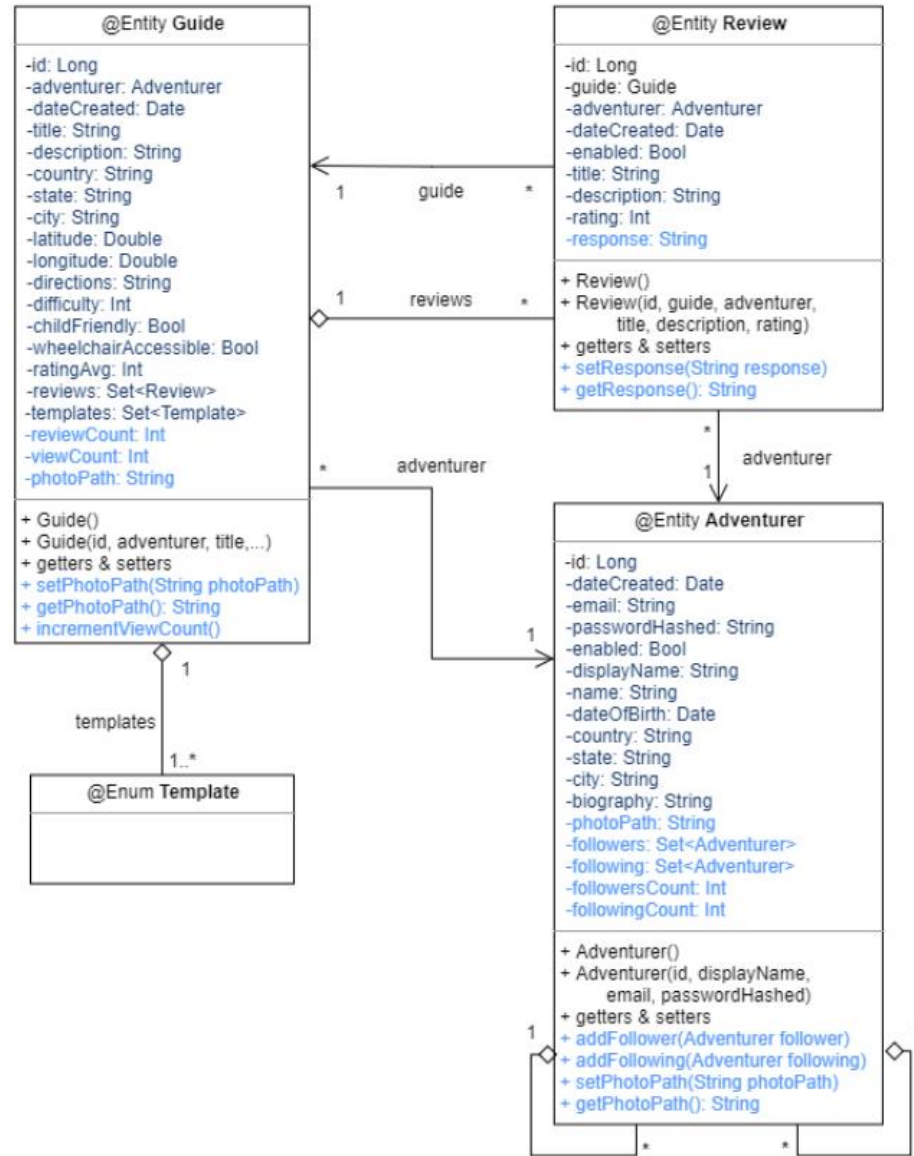 @Entity Guide
-id: Long
-adventurer: Adventurer
-dateCreated: Date
-title: String
-description: String
-country: String
-state: String
-city: String
-latitude: Double
-longitude: Double
-directions: String
-difficulty: Int
-childFriendly: Bool
-wheelchairAccessible: Bool
-ratingAvg: Int
-reviews: Set<Review>
-templates: Set<Template>
-reviewCount: Int
-viewCount: Int
-photoPath: String
+ Guide()
+ Guide(id, adventurer, title,...)
+ getters & setters
+ setPhotoPath(String photoPath)
+ getPhotoPath(): String
+ incrementViewCount()
1
guide
*
1
reviews
*
*
adventurer
1
@Entity Review
-id: Long
-guide: Guide
-adventurer: Adventurer
-dateCreated: Date
-enabled: Bool
-title: String
-description: String
-rating: Int
-response: String
+ Review()
+ Review(id, guide, adventurer,
title, description, rating)
+ getters & setters
+ setResponse(String response)
+ getResponse(): String
*
adventurer
1
1
templates
1..*
@Enum Template
@Entity Adventurer
-id: Long
-dateCreated: Date
-email: String
-passwordHashed: String
-enabled: Bool
-displayName: String
-name: String
-dateOfBirth: Date
-country: String
-state: String
-city: String
-biography: String
-photoPath: String
-followers: Set<Adventurer>
-following: Set<Adventurer>
-followersCount: Int
-followingCount: Int
+ Adventurer()
+ Adventurer(id, displayName,
email, passwordHashed)
+ getters & setters
+ addFollower(Adventurer follower)
+ addFollowing(Adventurer following)
+ setPhotoPath(String photoPath)
+ getPhotoPath(): String
1
1
*
*